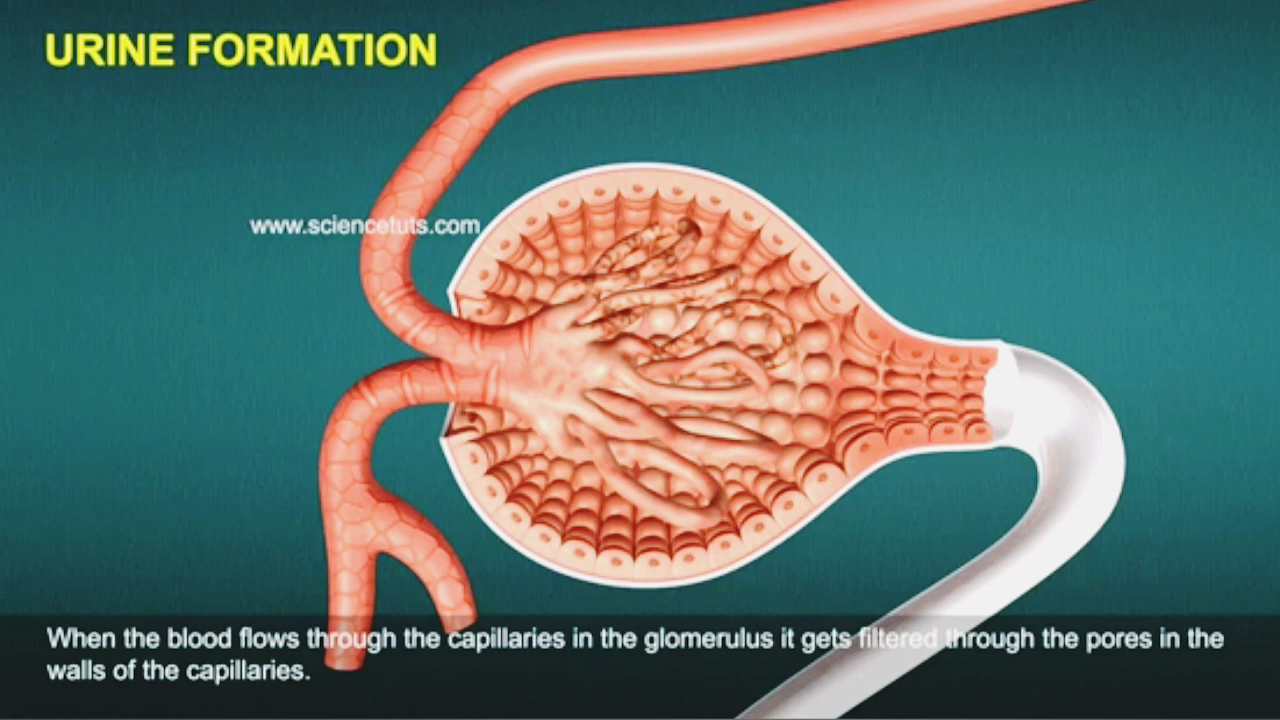 URINE FORMATION
www.sciencetuts.com
When the blood flows through the capillaries in the glomerulus it gets filtered through the pores in the
walls of the capillaries.